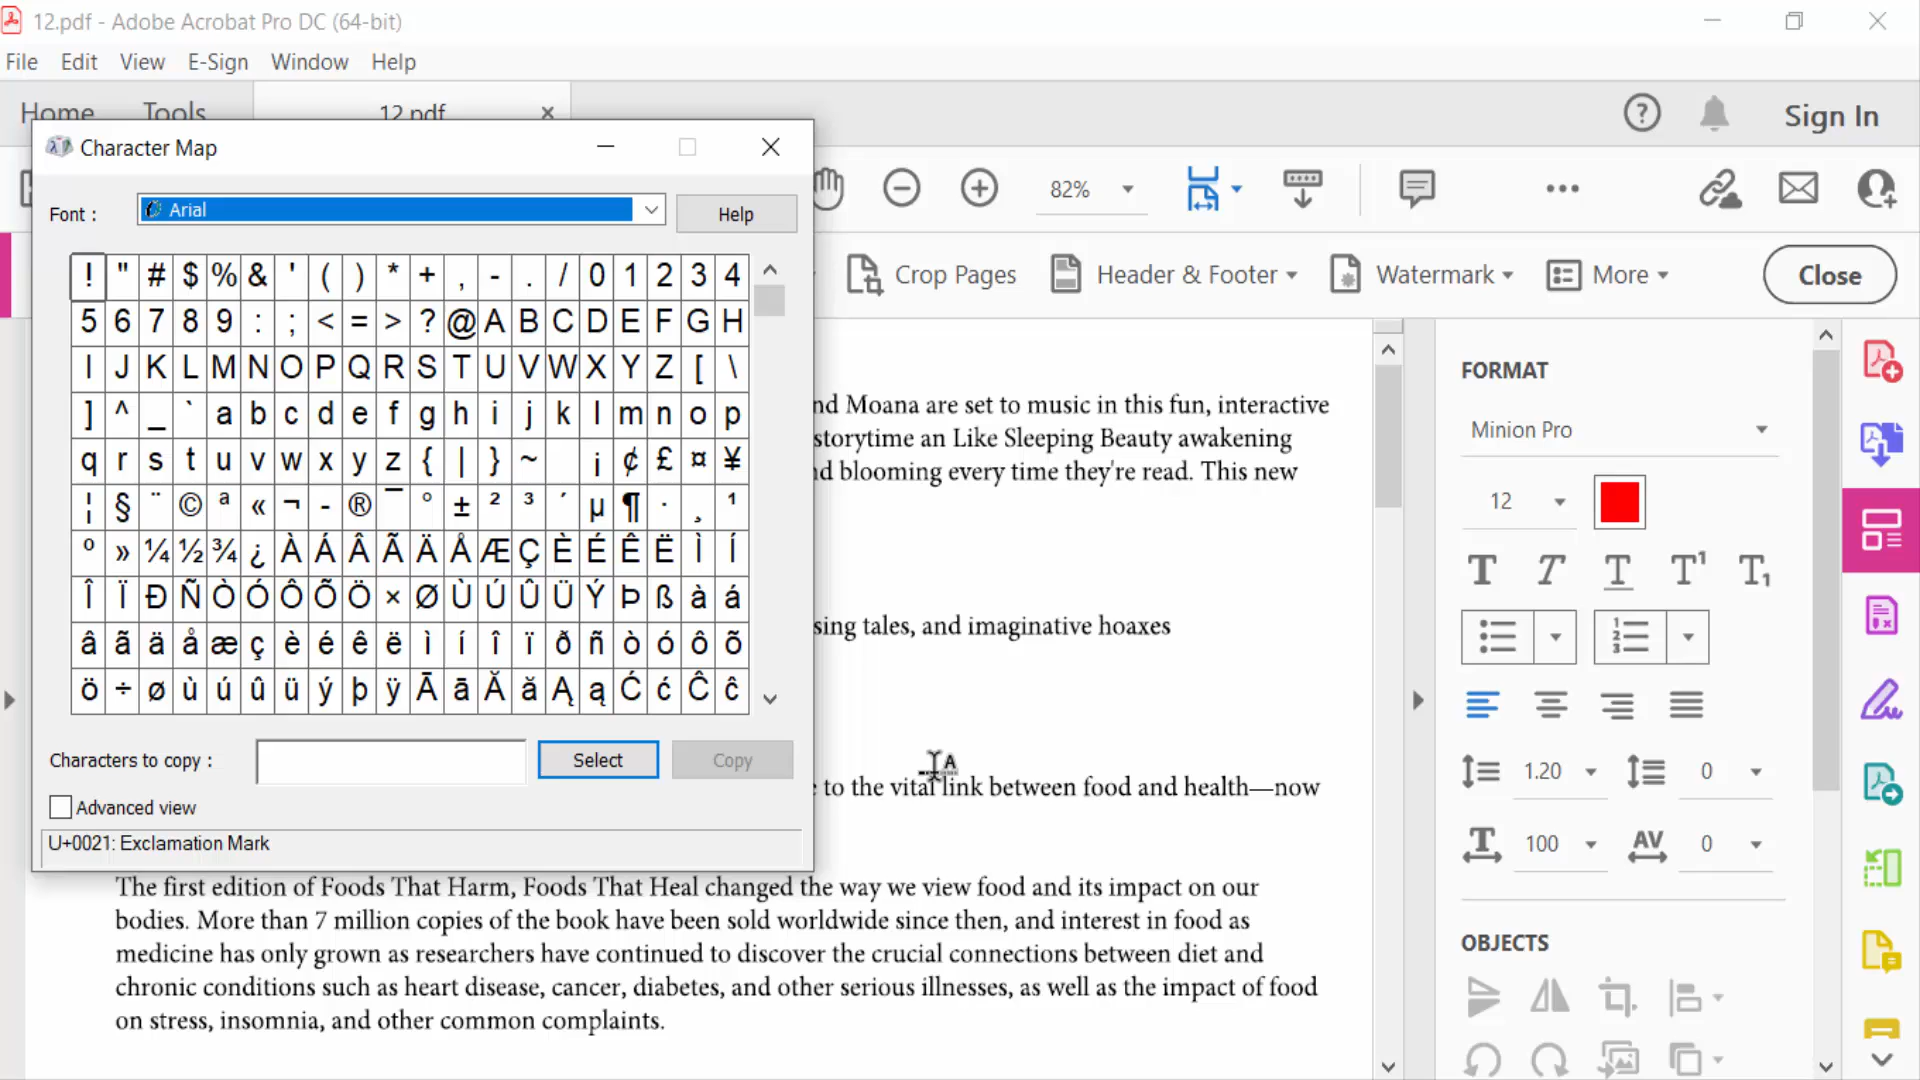 12.pdf - Adobe Acrobat Pro DC (64-bit)
File Edit View E-Sign Window Help
Home Tools 12.pdf
Sign In
Character Map
82%
Font : Arial Help
Crop Pages Header & Footer Watermark More Close
! " # $ % & ' ( ) * + , - . / 0 1 2 3 4
5 6 7 8 9 : ; < = > ? @ A B C D E F G H
I J K L M N O P Q R S T U V W X Y Z [ \
] ^ _ ` a b c d e f g h i j k l m n o p
q r s t u v w x y z { | } ~ ¡ ¢ £ ¤ ¥
¦ § ¨ © ª « ¬ - ® ¯ ° ± ² ³ ´ µ ¶ · ¸ ¹
º » ¼ ½ ¾ ¿ À Á Â Ã Ä Å Æ Ç È É Ê Ë Ì Í
Î Ï Ð Ñ Ò Ó Ô Õ Ö × Ø Ù Ú Û Ü Ý Þ ß à á
â ã ä å æ ç è é ê ë ì í î ï ð ñ ò ó ô õ
ö ÷ ø ù ú û ü ý þ ÿ Ā ā Ă ă Ą ą Ć ć Ĉ ĉ
Characters to copy : Select Copy
Advanced view
U+0021: Exclamation Mark
nd Moana are set to music in this fun, interactive
storytime an Like Sleeping Beauty awakening
nd blooming every time they're read. This new
sing tales, and imaginative hoaxes
e to the vital link between food and health—now
The first edition of Foods That Harm, Foods That Heal changed the way we view food and its impact on our
bodies. More than 7 million copies of the book have been sold worldwide since then, and interest in food as
medicine has only grown as researchers have continued to discover the crucial connections between diet and
chronic conditions such as heart disease, cancer, diabetes, and other serious illnesses, as well as the impact of food
on stress, insomnia, and other common complaints.
FORMAT
Minion Pro
12
T T T T¹ T₁
1.20 0
100 AV 0
OBJECTS